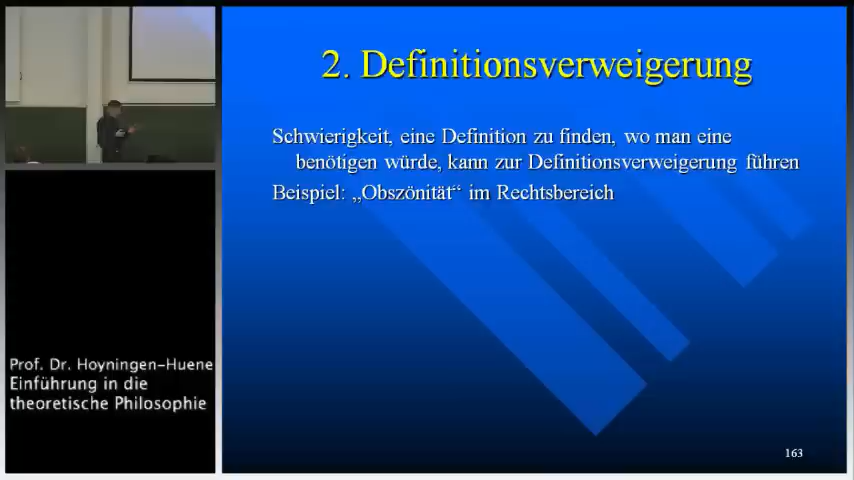 2. Definitionsverweigerung
Schwierigkeit, eine Definition zu finden, wo man eine
benötigen würde, kann zur Definitionsverweigerung führen
Beispiel: „Obszönität“ im Rechtsbereich
Prof. Dr. Hoyningen-Huene
Einführung in die
theoretische Philosophie
163